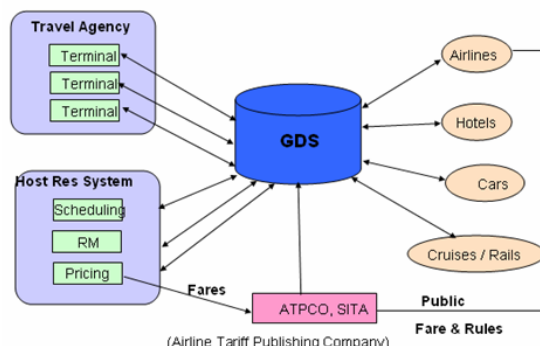 Travel Agency
Terminal
Terminal
Terminal
GDS
Airlines
Hotels
Cars
Cruises / Rails
Host Res System
Scheduling
RM
Pricing
Fares
ATPCO, SITA
Public
Fare & Rules
(Airline Tariff Publishing Company)